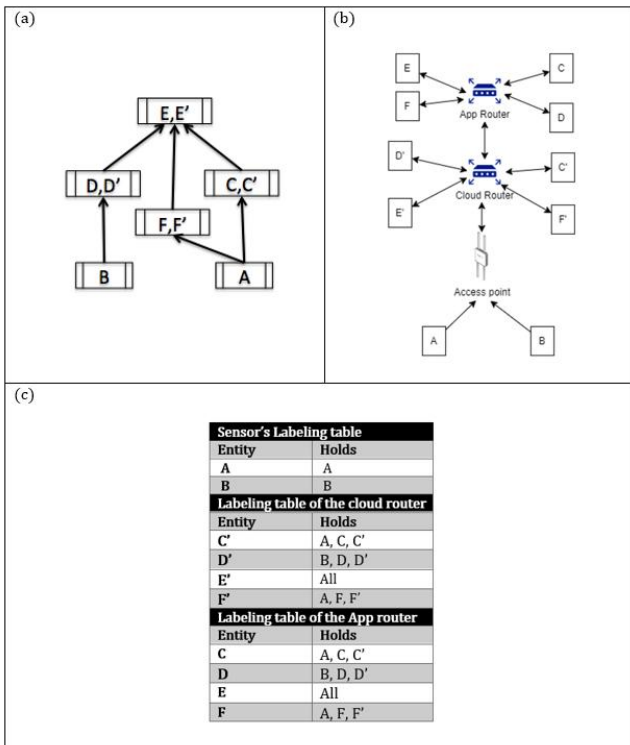 (a)
E,E'
D,D'
C,C'
F,F'
B
A
(b)
E
C
F
D
App Router
D'
C'
Cloud Router
E'
F'
Access point
A
B
(c)
Sensor's Labeling table
Entity Holds
A A
B B
Labeling table of the cloud router
Entity Holds
C' A, C, C'
D' B, D, D'
E' All
F' A, F, F'
Labeling table of the App router
Entity Holds
C A, C, C'
D B, D, D'
E All
F A, F, F'